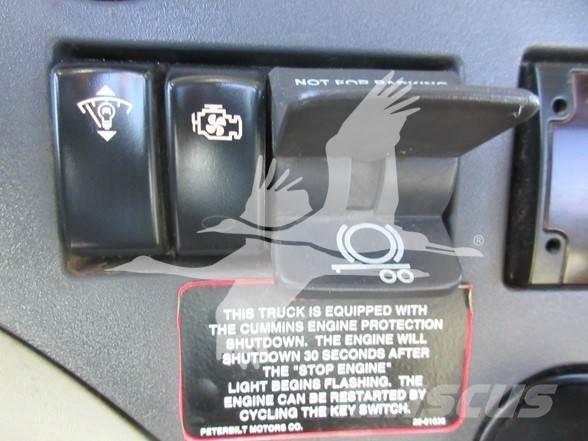 NOT FOR PARKING
®
THIS TRUCK IS EQUIPPED WITH
THE CUMMINS ENGINE PROTECTION
SHUTDOWN. THE ENGINE WILL
SHUTDOWN 30 SECONDS AFTER
THE "STOP ENGINE"
LIGHT BEGINS FLASHING. THE
ENGINE CAN BE RESTARTED BY
CYCLING THE KEY SWITCH.
PETERBILT MOTORS CO.